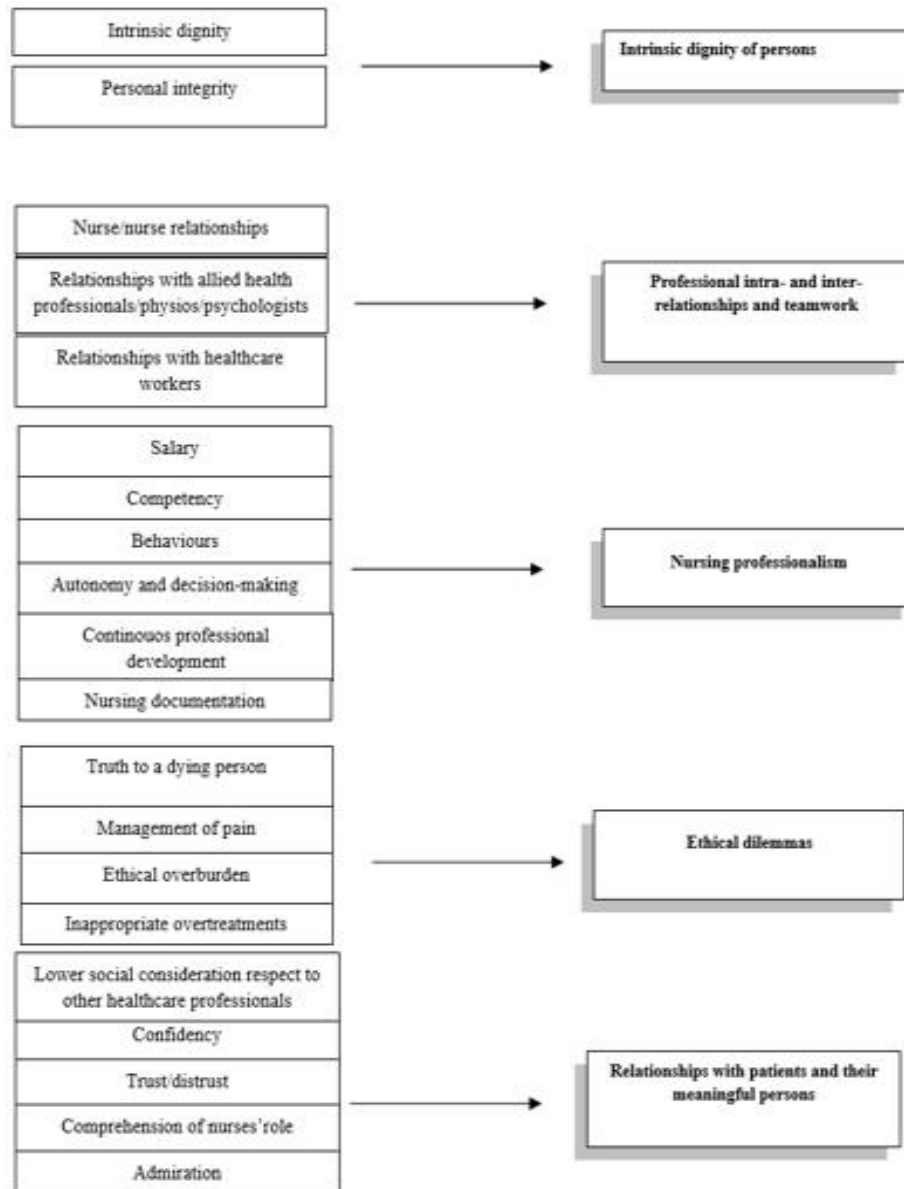 Intrinsic dignity
Personal integrity
Intrinsic dignity of persons
Nurse/nurse relationships
Relationships with allied health
professionals/physios/psychologists
Relationships with healthcare
workers
Professional intra- and inter-
relationships and teamwork
Salary
Competency
Behaviours
Autonomy and decision-making
Continouos professional
development
Nursing documentation
Nursing professionalism
Truth to a dying person
Management of pain
Ethical overburden
Inappropriate overtreatments
Ethical dilemmas
Lower social consideration respect to
other healthcare professionals
Confidency
Trust/distrust
Comprehension of nurses’role
Admiration
Relationships with patients and their
meaningful persons